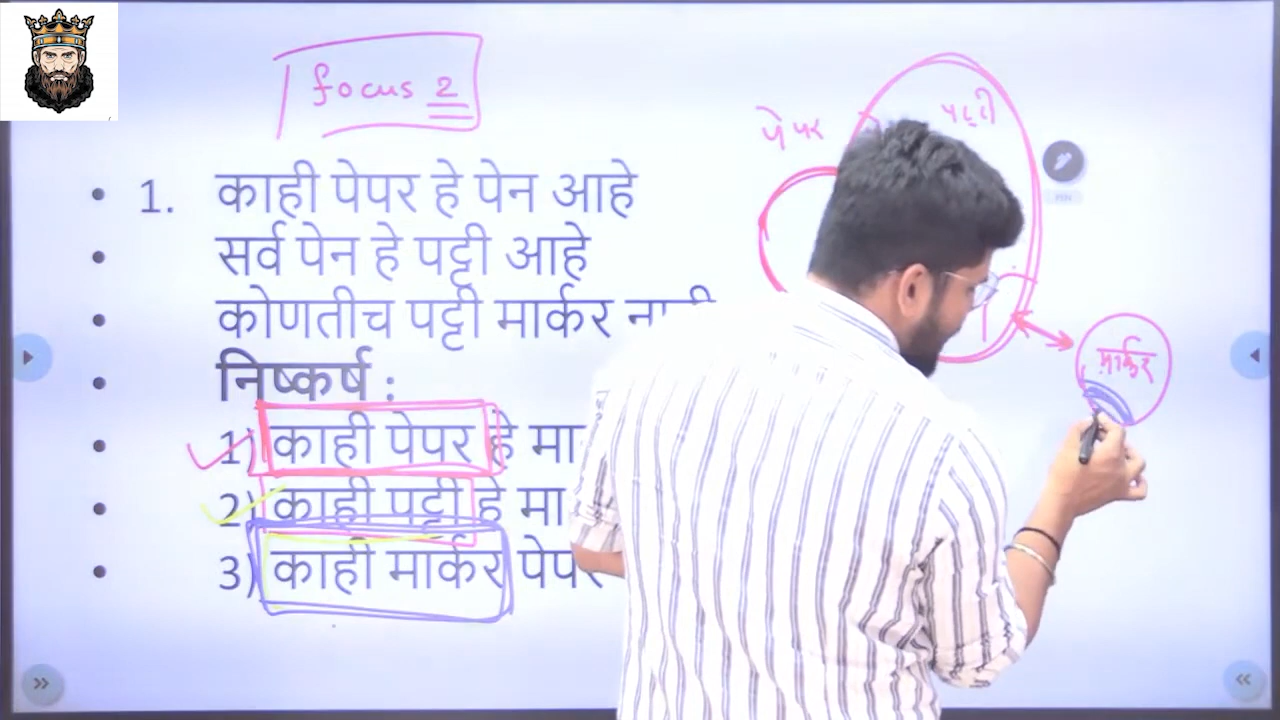 focus 2
पेपर
पट्टी
PEN
1. काही पेपर हे पेन आहे
सर्व पेन हे पट्टी आहे
कोणतीच पट्टी मार्कर
मार्कर
निष्कर्ष :
1) काही पेपर हे
2) काही पट्टी हे
3) काही मार्कर पेपर